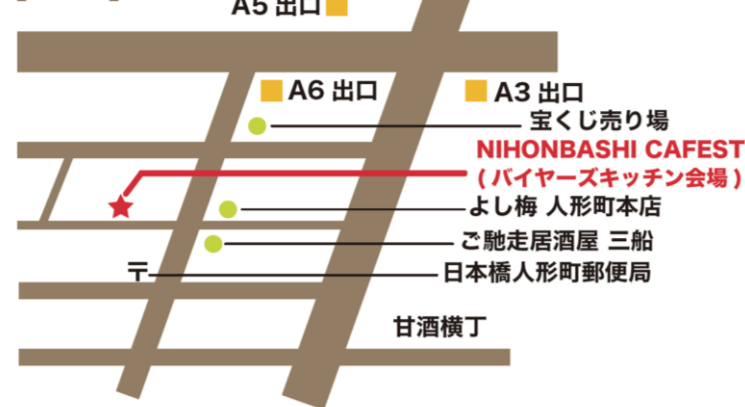 A5 出口
A6 出口
A3 出口
宝くじ売り場
NIHONBASHI CAFEST
(バイヤーズキッチン会場)
よし梅 人形町本店
ご馳走居酒屋 三船
〒
日本橋人形町郵便局
甘酒横丁